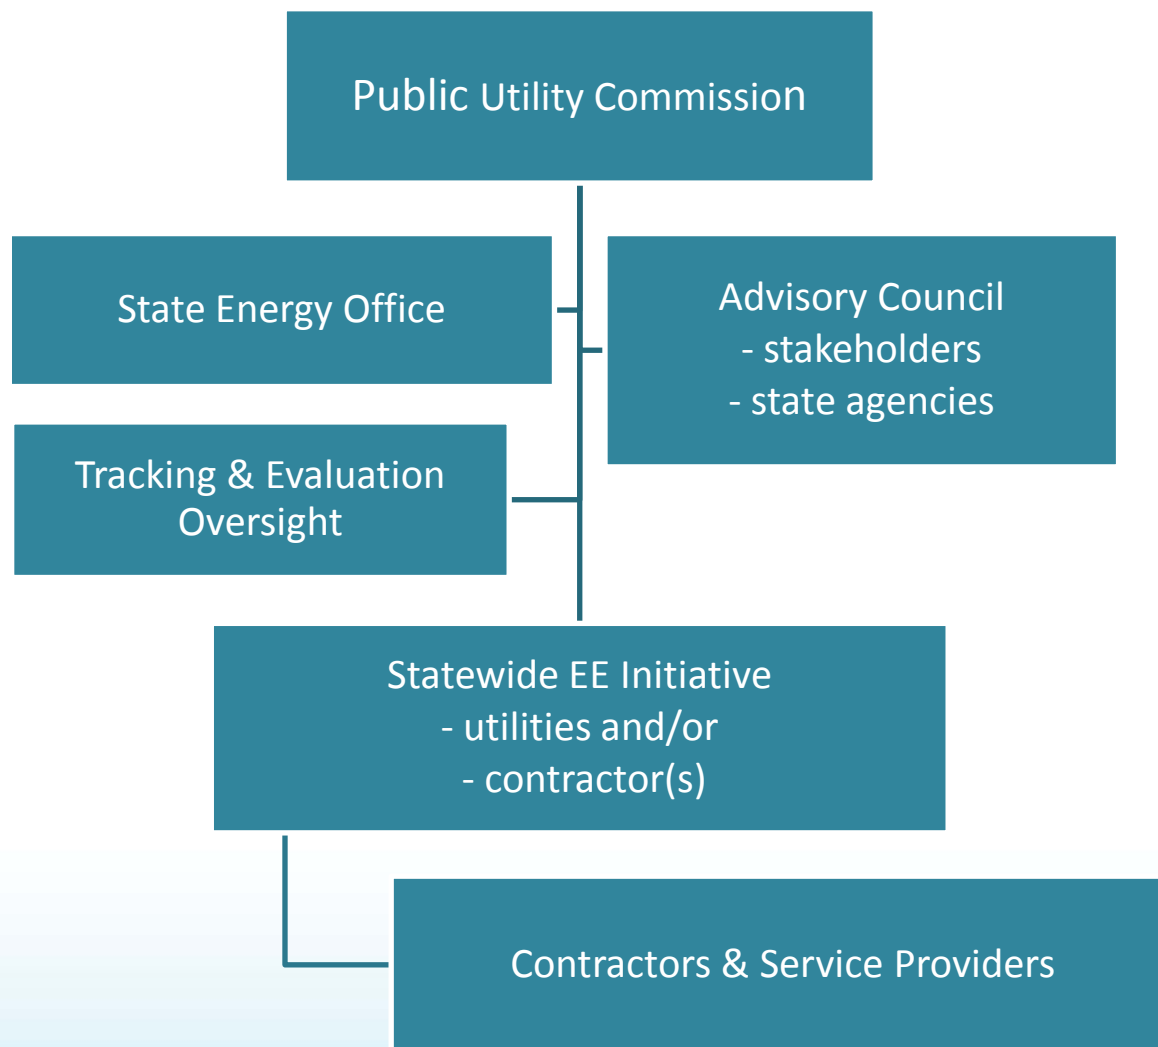 Public Utility Commission
State Energy Office
Advisory Council
- stakeholders
- state agencies
Tracking & Evaluation
Oversight
Statewide EE Initiative
- utilities and/or
- contractor(s)
Contractors & Service Providers